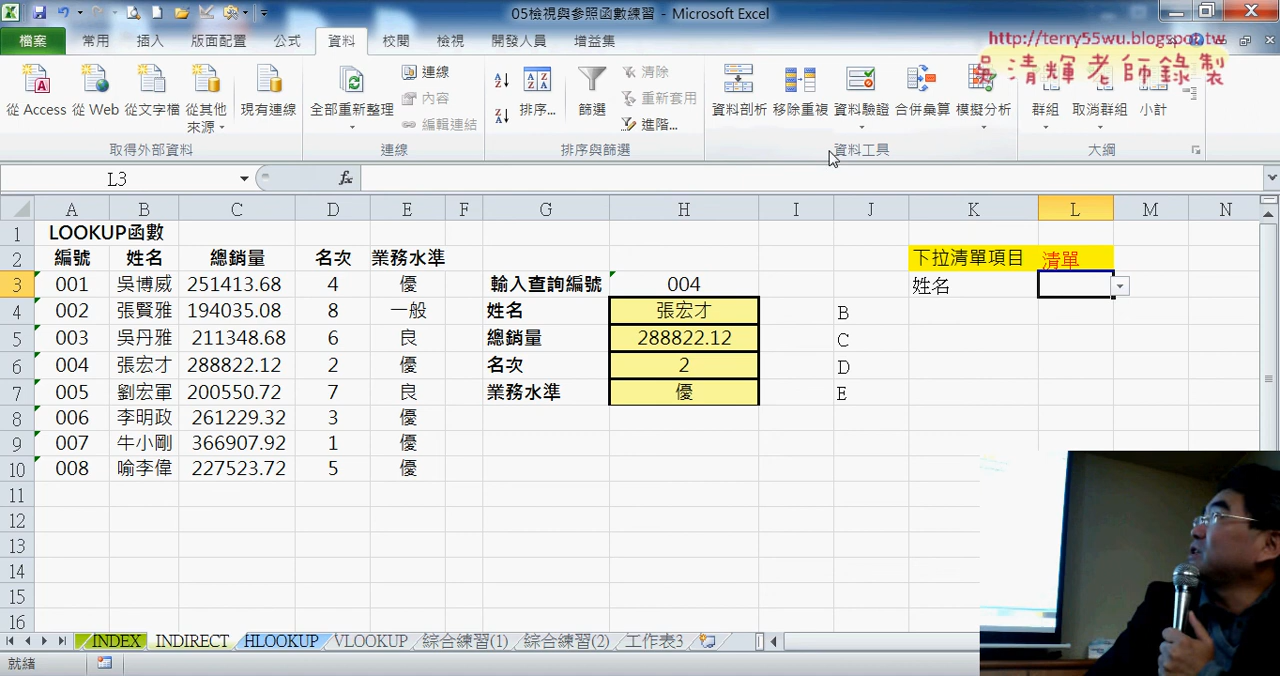 05檢視與參照函數練習 - Microsoft Excel
檔案 常用 插入 版面配置 公式 資料 校閱 檢視 開發人員 增益集
http://terry55wu.blogspot.tw
吳清輝老師錄製
從 Access 從 Web 從文字檔 從其他來源 現有連線
取得外部資料
全部重新整理 連線 內容 編輯連結
連線
排序... 篩選 清除 重新套用 進階...
排序與篩選
資料剖析 移除重複 資料驗證 合併彙算 模擬分析
資料工具
群組 取消群組 小計
大綱
L3 fx
A B C D E F G H I J K L M N
1 LOOKUP函數
2 編號 姓名 總銷量 名次 業務水準 下拉清單項目 清單
3 001 吳博威 251413.68 4 優 輸入查詢編號 004 姓名
4 002 張賢雅 194035.08 8 一般 姓名 張宏才 B
5 003 吳丹雅 211348.68 6 良 總銷量 288822.12 C
6 004 張宏才 288822.12 2 優 名次 2 D
7 005 劉宏軍 200550.72 7 良 業務水準 優 E
8 006 李明政 261229.32 3 優
9 007 牛小剛 366907.92 1 優
10 008 喻李偉 227523.72 5 優
11
12
13
14
15
16
INDEX INDIRECT HLOOKUP VLOOKUP 綜合練習(1) 綜合練習(2) 工作表3
就緒